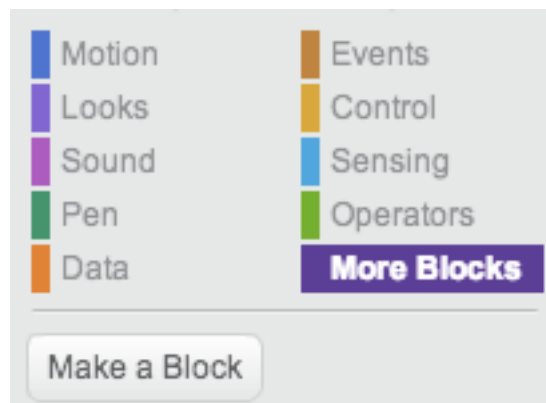 Motion
Events
Looks
Control
Sound
Sensing
Pen
Operators
Data
More Blocks
Make a Block